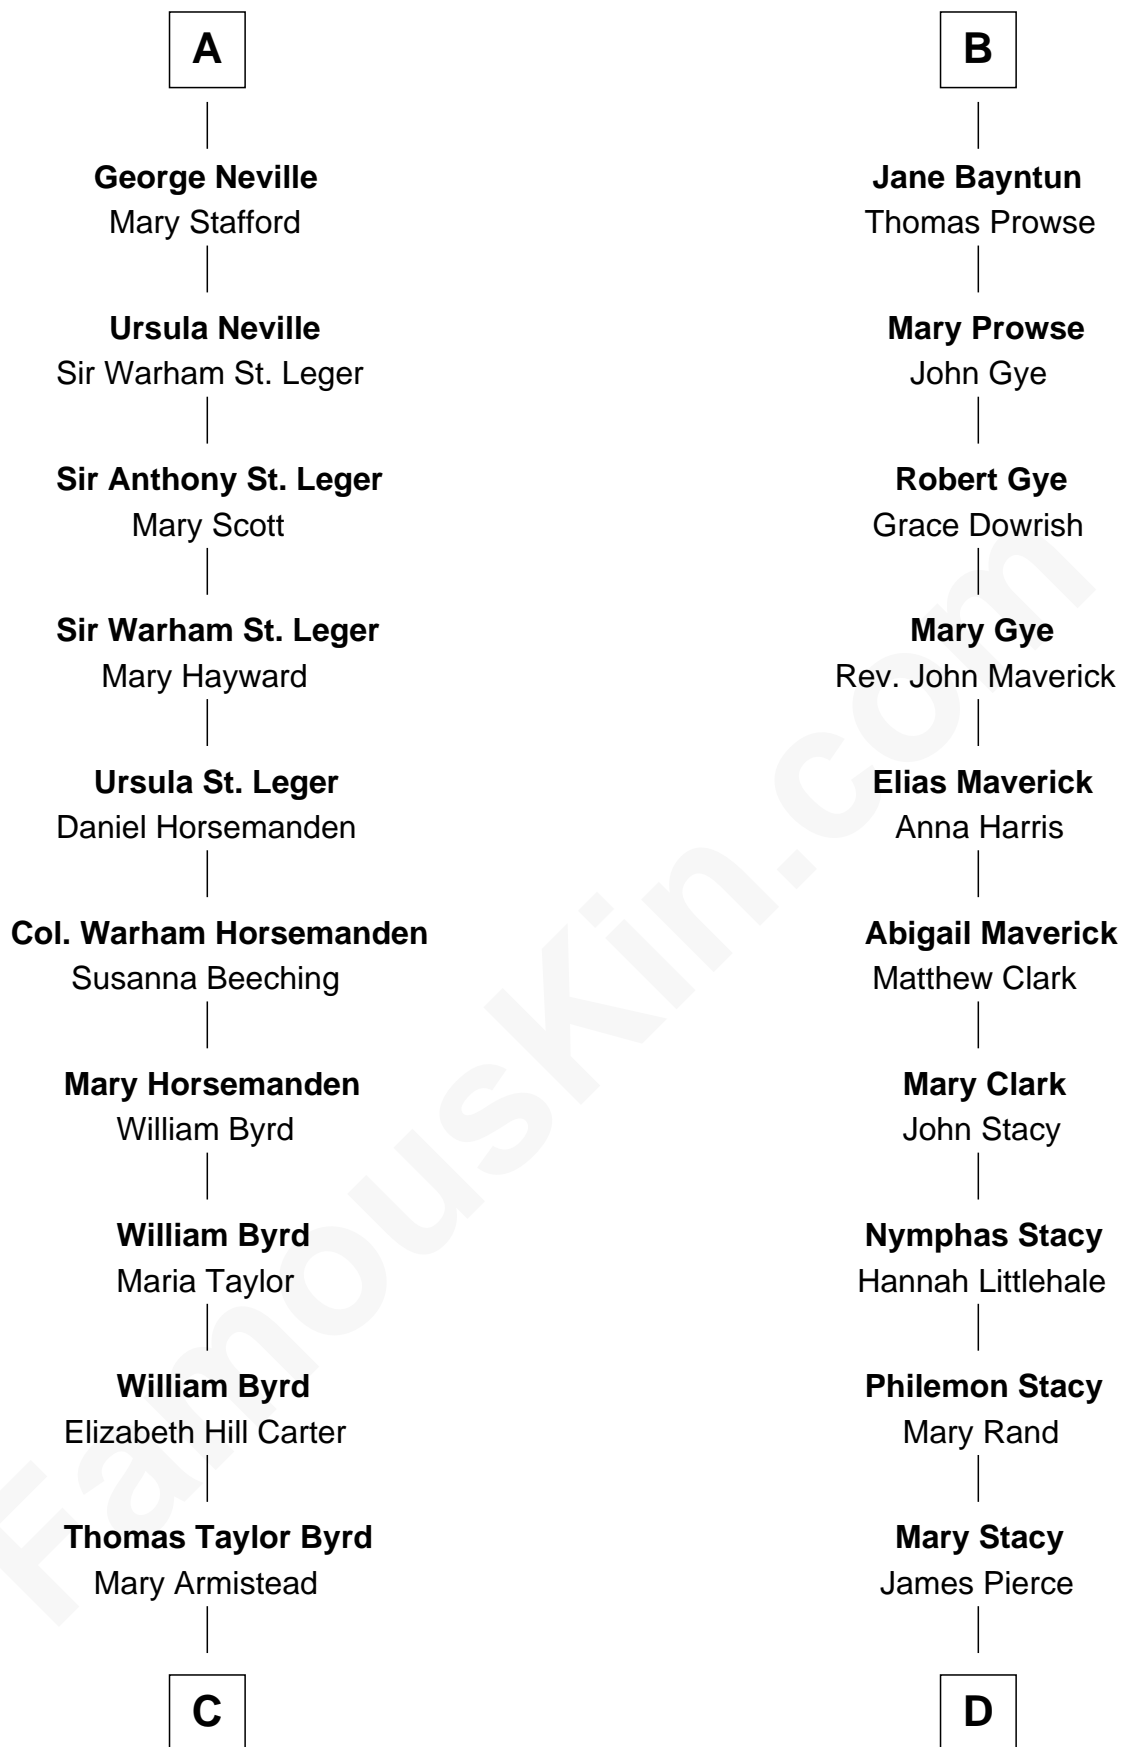 A
George Neville
Mary Stafford
Ursula Neville
Sir Warham St. Leger
Sir Anthony St. Leger
Mary Scott
Sir Warham St. Leger
Mary Hayward
Ursula St. Leger
Daniel Horsemanden
Col. Warham Horsemanden
Susanna Beeching
Mary Horsemanden
William Byrd
William Byrd
Maria Taylor
William Byrd
Elizabeth Hill Carter
Thomas Taylor Byrd
Mary Armistead
C
B
Jane Bayntun
Thomas Prowse
Mary Prowse
John Gye
Robert Gye
Grace Dowrish
Mary Gye
Rev. John Maverick
Elias Maverick
Anna Harris
Abigail Maverick
Matthew Clark
Mary Clark
John Stacy
Nymphas Stacy
Hannah Littlehale
Philemon Stacy
Mary Rand
Mary Stacy
James Pierce
D
FamousKin.com